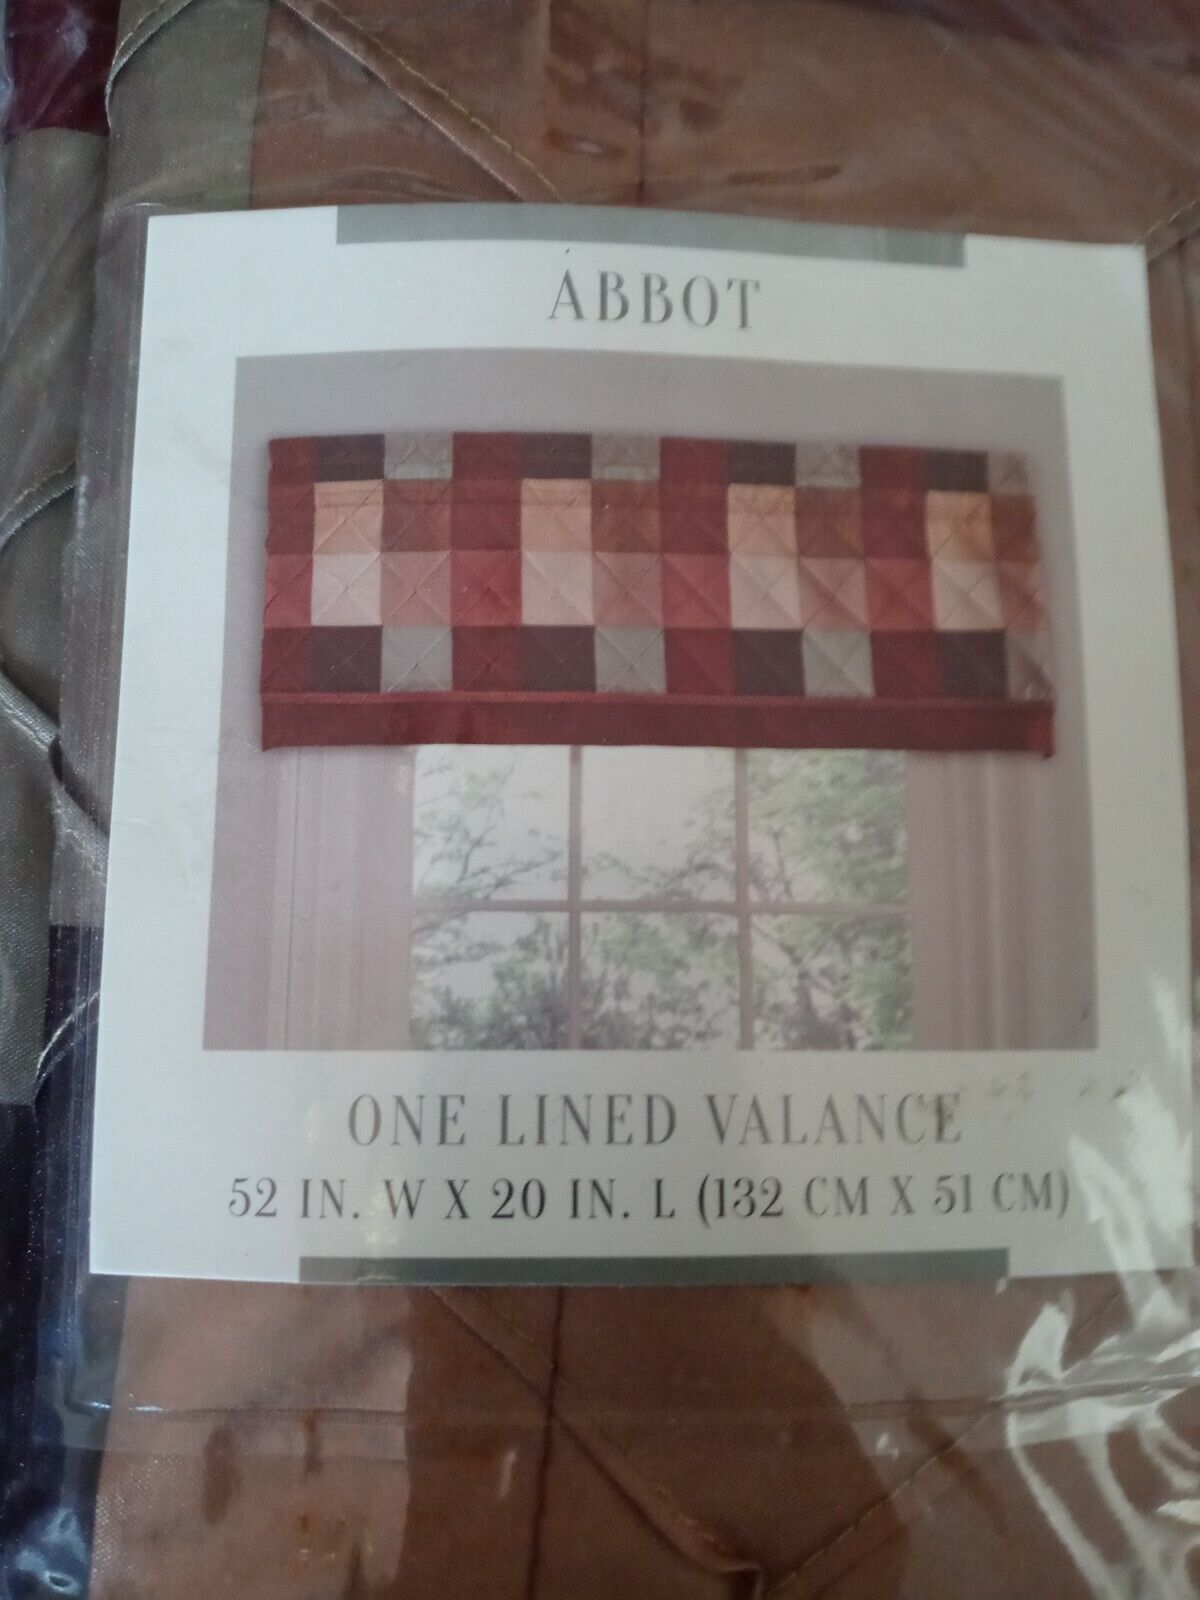 ABBOT
ONE LINED VALANCE
52 IN. W X 20 IN. L (132 CM X 51 CM)